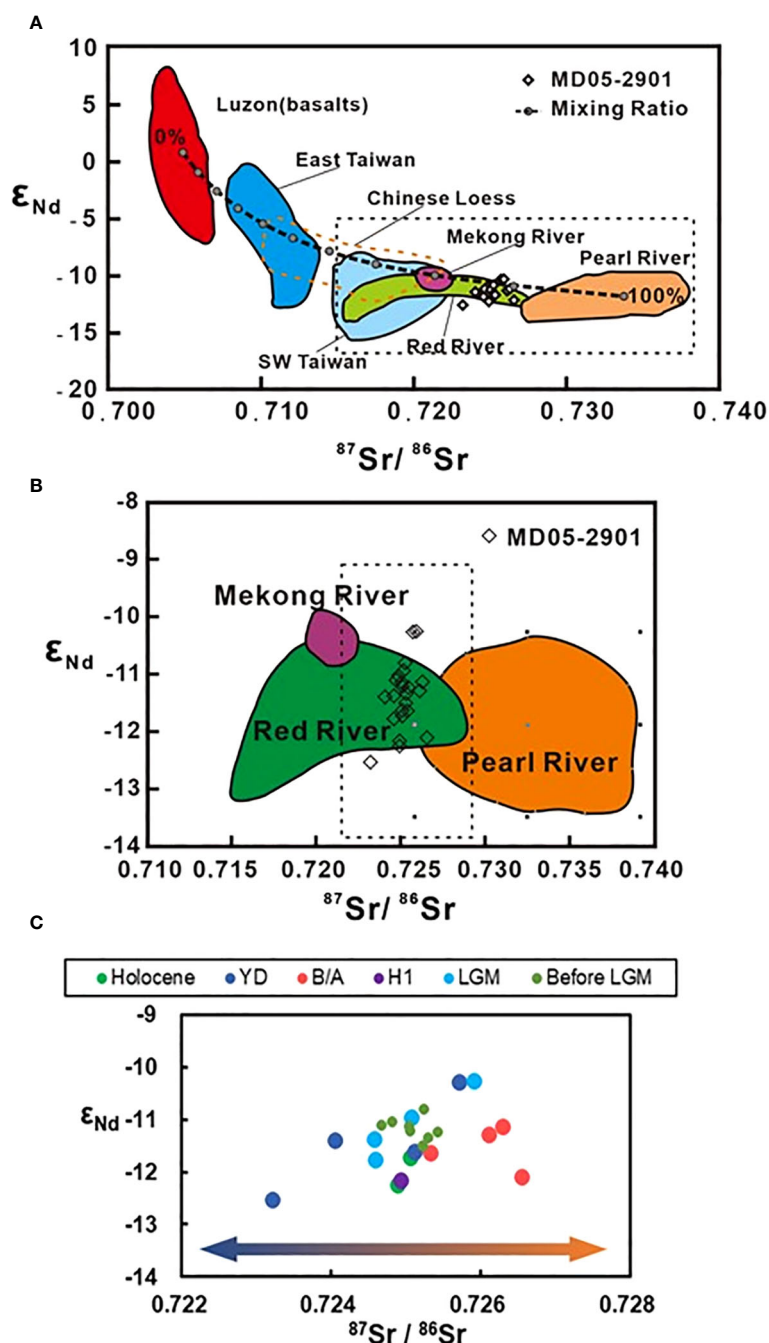 A
10
5
0
-5
-10
-15
-20
εNd
Luzon(basalts)
0%
East Taiwan
Chinese Loess
Mekong River
Pearl River
100%
Red River
SW Taiwan
MD05-2901
Mixing Ratio
0.700 0.710 0.720 0.730 0.740
⁸⁷Sr/ ⁸⁶Sr
B
-8
-9
-10
-11
-12
-13
-14
εNd
MD05-2901
Mekong River
Red River
Pearl River
0.710 0.715 0.720 0.725 0.730 0.735 0.740
⁸⁷Sr/ ⁸⁶Sr
C
Holocene YD B/A H1 LGM Before LGM
-9
-10
-11
-12
-13
-14
εNd
0.722 0.724 0.726 0.728
⁸⁷Sr / ⁸⁶Sr